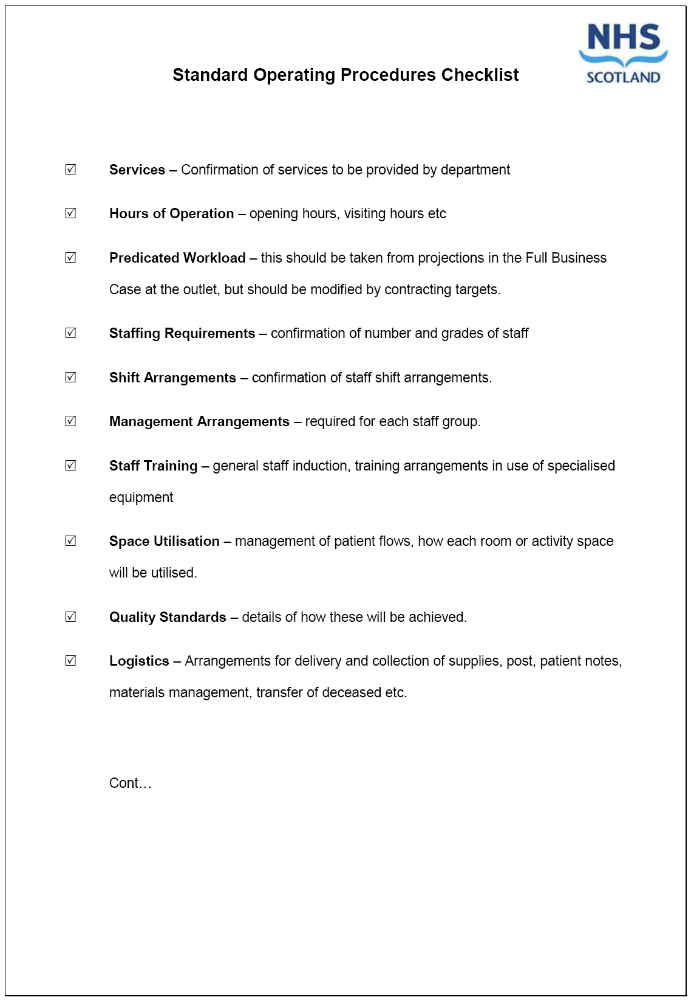 NHS
SCOTLAND
Standard Operating Procedures Checklist
☑ Services – Confirmation of services to be provided by department
☑ Hours of Operation – opening hours, visiting hours etc
☑ Predicated Workload – this should be taken from projections in the Full Business
Case at the outlet, but should be modified by contracting targets.
☑ Staffing Requirements – confirmation of number and grades of staff
☑ Shift Arrangements – confirmation of staff shift arrangements.
☑ Management Arrangements – required for each staff group.
☑ Staff Training – general staff induction, training arrangements in use of specialised
equipment
☑ Space Utilisation – management of patient flows, how each room or activity space
will be utilised.
☑ Quality Standards – details of how these will be achieved.
☑ Logistics – Arrangements for delivery and collection of supplies, post, patient notes,
materials management, transfer of deceased etc.
Cont…